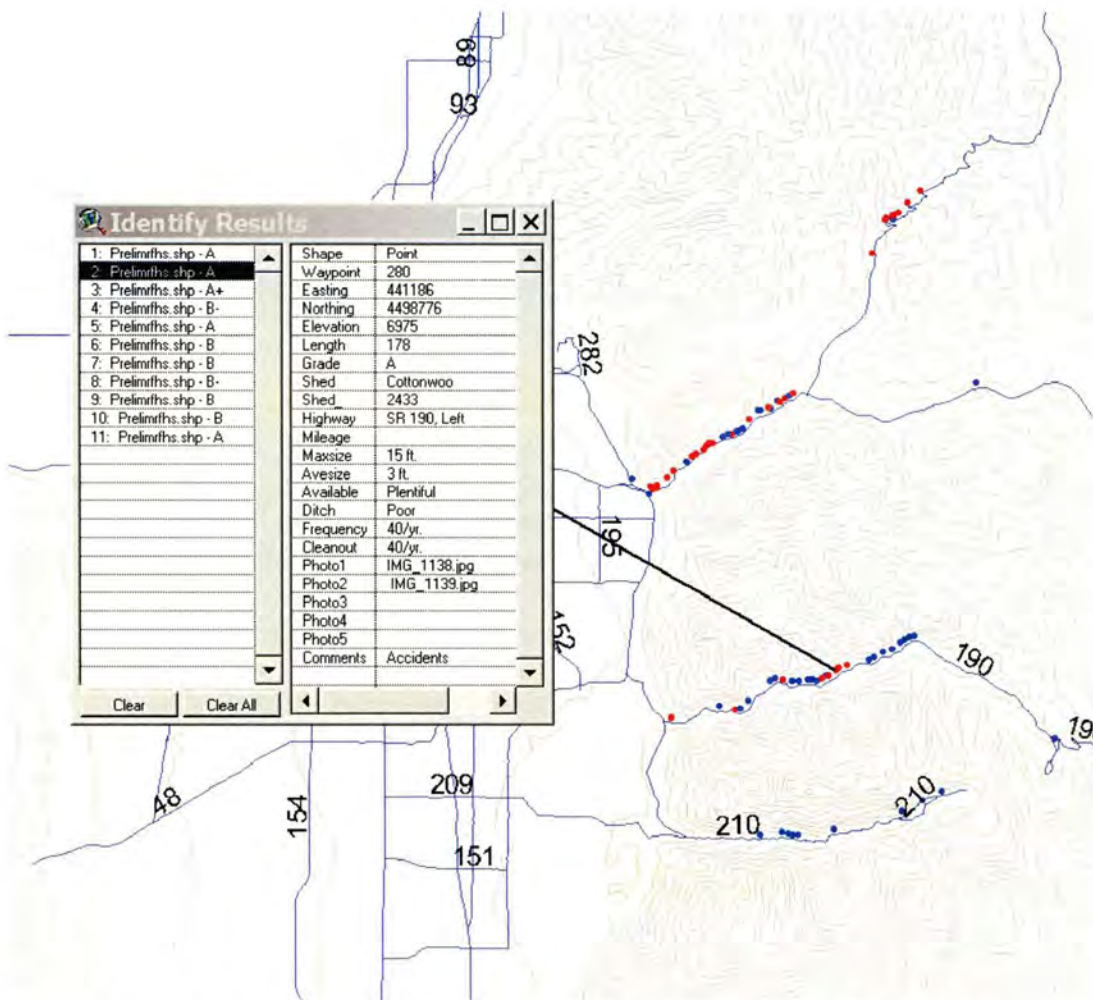 89
93
Identify Results
1: Prelimrfhs.shp - A
2: Prelimrfhs.shp - A
3: Prelimrfhs.shp - A+
4: Prelimrfhs.shp - B-
5: Prelimrfhs.shp - A
6: Prelimrfhs.shp - B
7: Prelimrfhs.shp - B
8: Prelimrfhs.shp - B-
9: Prelimrfhs.shp - B
10: Prelimrfhs.shp - B
11: Prelimrfhs.shp - A
Clear
Clear All
Shape Point
Waypoint 280
Easting 441186
Northing 4498776
Elevation 6975
Length 178
Grade A
Shed Cottonwoo
Shed_ 2433
Highway SR 190, Left
Mileage
Maxsize 15 ft.
Avesize 3 ft.
Available Plentiful
Ditch Poor
Frequency 40/yr.
Cleanout 40/yr.
Photo1 IMG_1138.jpg
Photo2 IMG_1139.jpg
Photo3
Photo4
Photo5
Comments Accidents
282
195
152
190
19
48
154
209
151
210
210